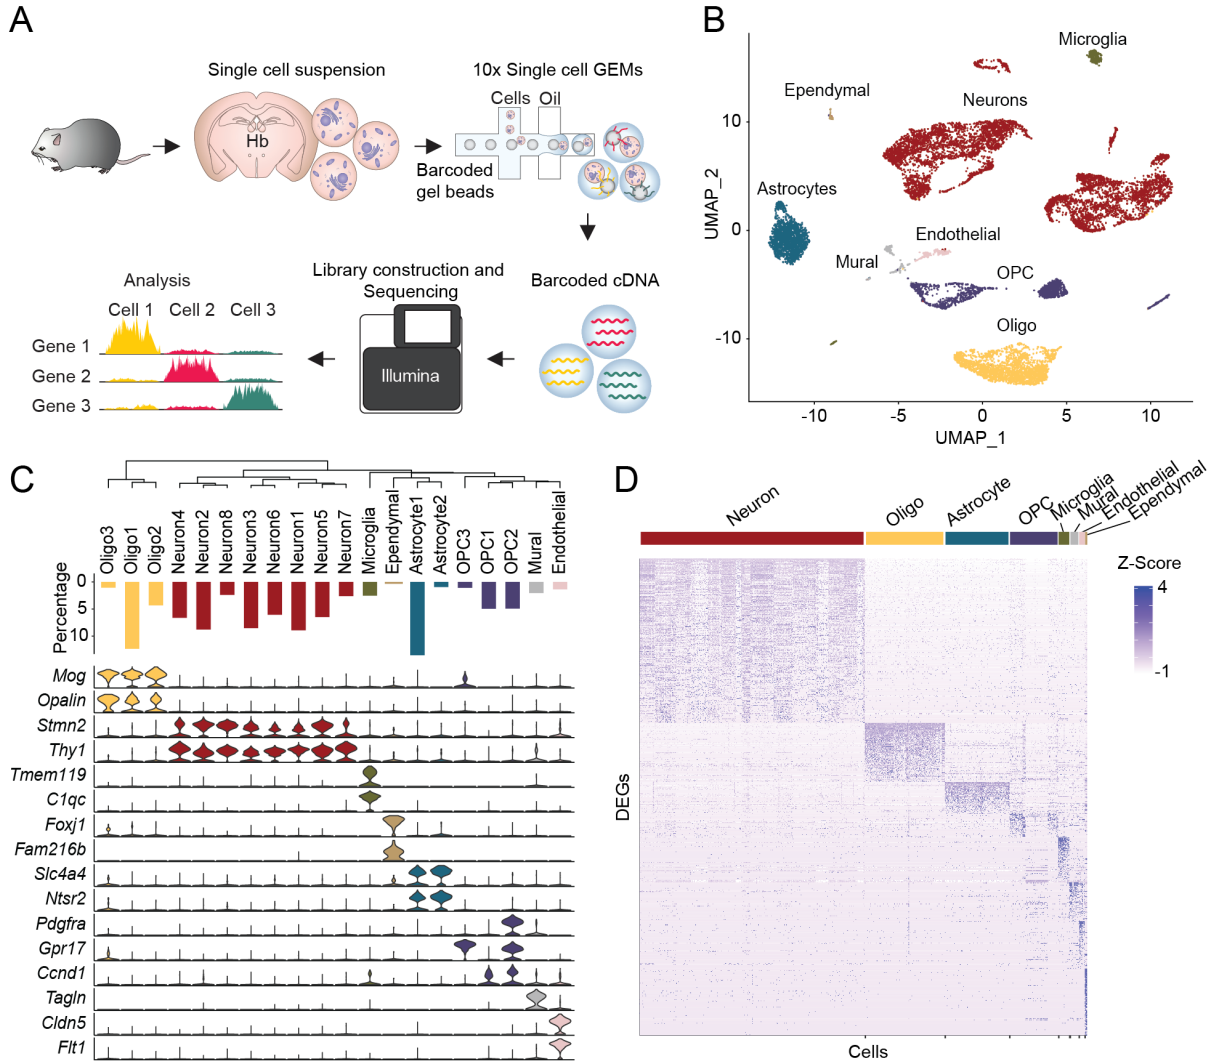 A
Single cell suspension
Hb
10x Single cell GEMs
Cells Oil
Barcoded
gel beads
Barcoded cDNA
Library construction and
Sequencing
Illumina
Analysis
Cell 1 Cell 2 Cell 3
Gene 1
Gene 2
Gene 3
B
Microglia
Ependymal
Neurons
Astrocytes
Endothelial
Mural
OPC
Oligo
UMAP_2
10
0
-10
-10 -5 0 5 10
UMAP_1
C
Oligo3
Oligo1
Oligo2
Neuron4
Neuron2
Neuron8
Neuron3
Neuron6
Neuron1
Neuron5
Neuron7
Microglia
Ependymal
Astrocyte1
Astrocyte2
OPC3
OPC1
OPC2
Mural
Endothelial
Percentage
0
5
10
Mog
Opalin
Stmn2
Thy1
Tmem119
C1qc
Foxj1
Fam216b
Slc4a4
Ntsr2
Pdgfra
Gpr17
Ccnd1
Tagln
Cldn5
Flt1
D
Neuron
Oligo
Astrocyte
OPC
Microglia
Mural
Endothelial
Ependymal
Z-Score
4
-1
DEGs
Cells